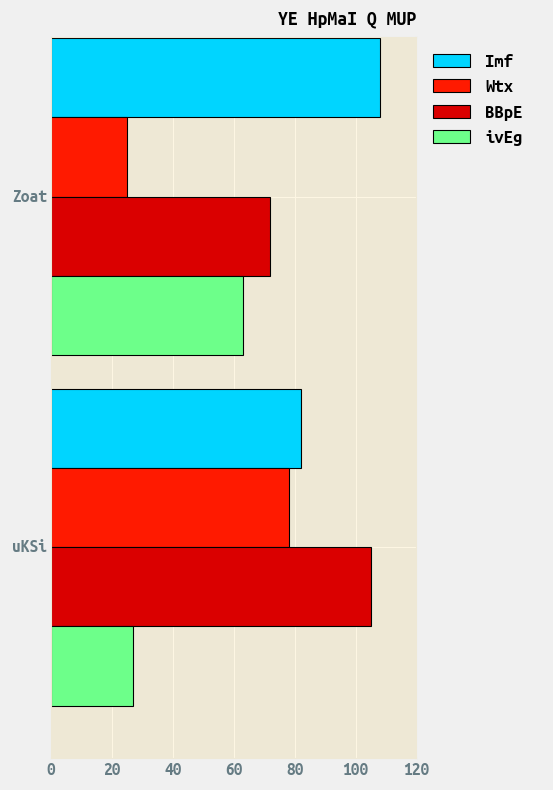 YE HpMaI Q MUP
Imf
Wtx
BBpE
ivEg
Zoat
uKSi
0 20 40 60 80 100 120